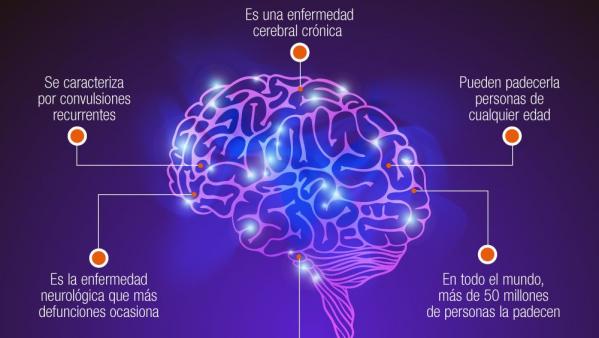 Es una enfermedad
cerebral crónica
Se caracteriza
por convulsiones
recurrentes
Pueden padecerla
personas de
cualquier edad
Es la enfermedad
neurológica que más
defunciones ocasiona
En todo el mundo,
más de 50 millones
de personas la padecen